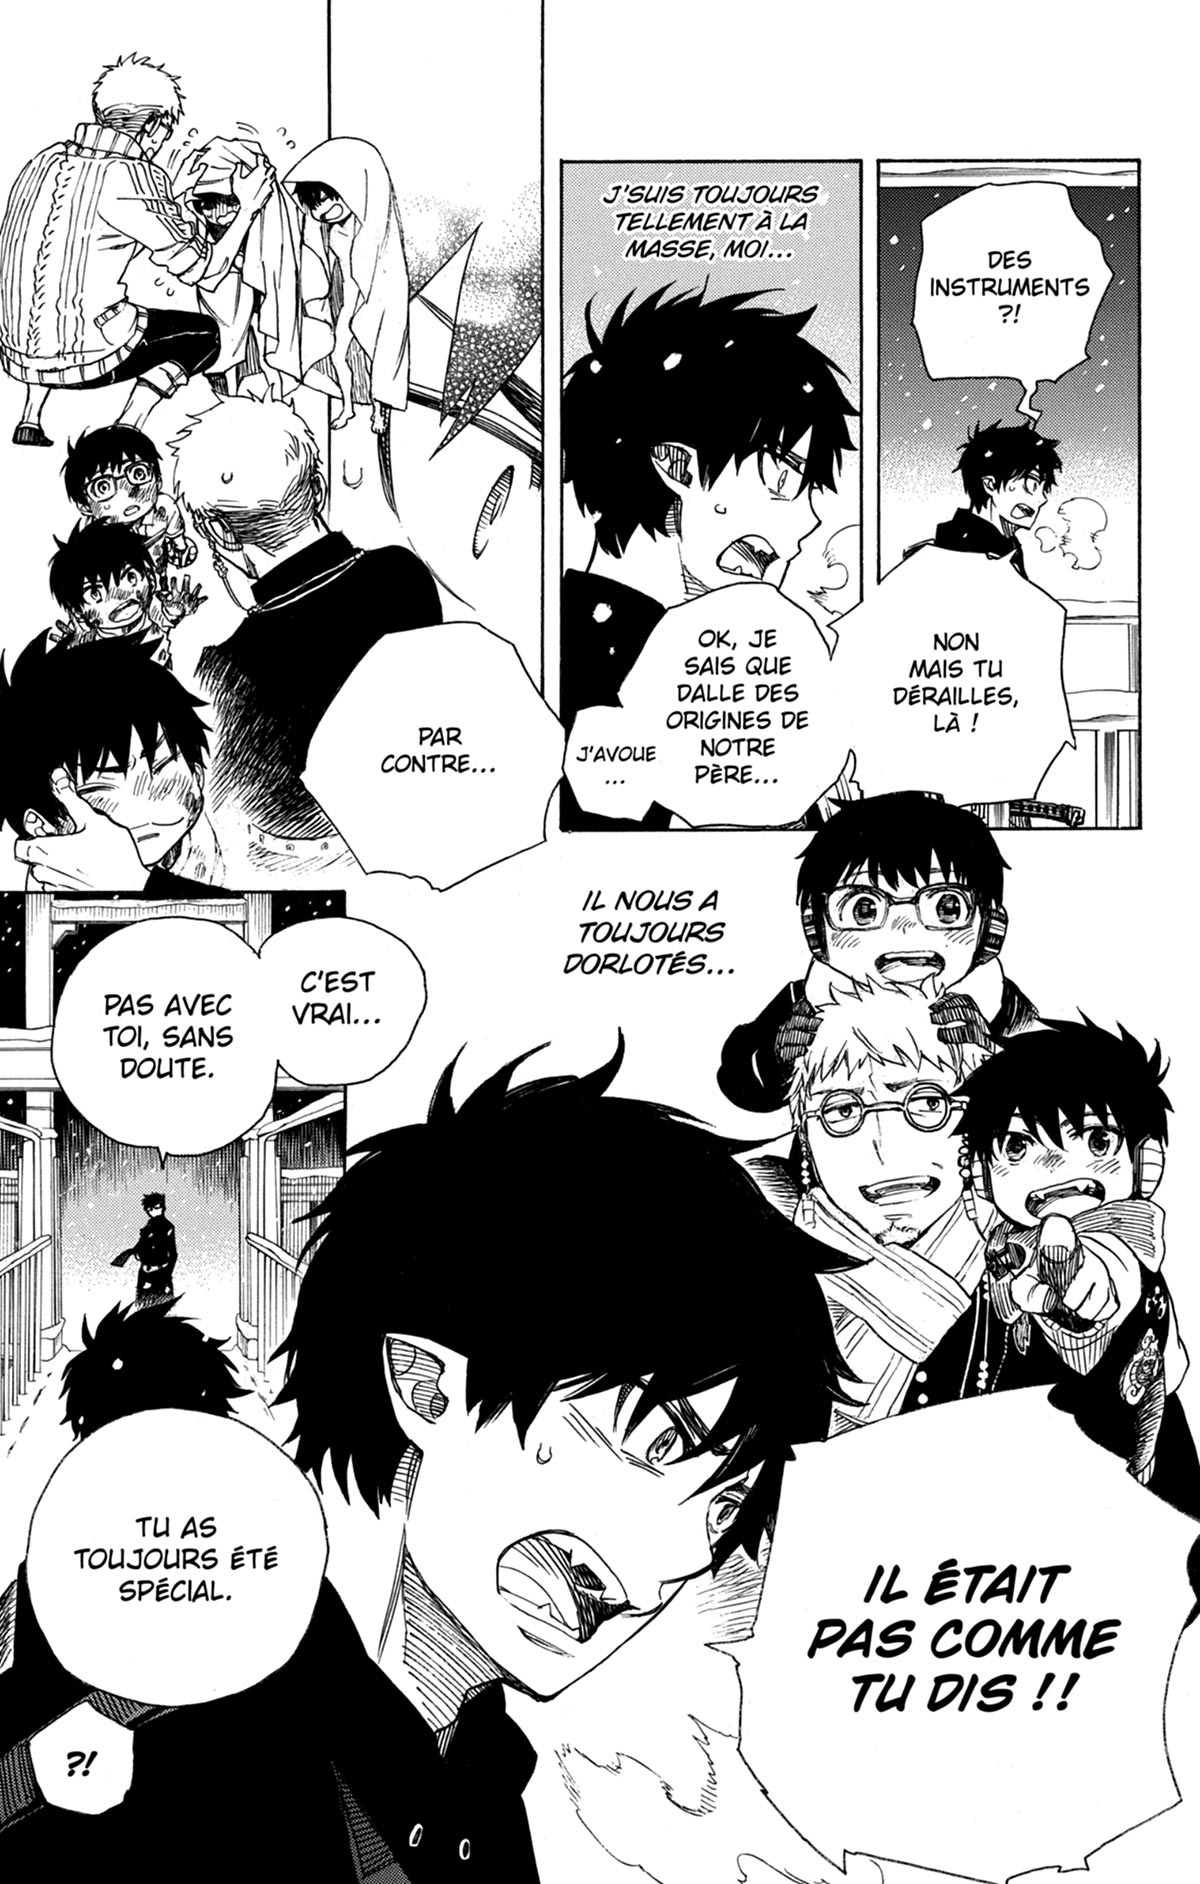 DES
INSTRUMENTS
?!
NON
MAIS TU
DÉRAILLES,
LÀ !
J'SUIS TOUJOURS
TELLEMENT À LA
MASSE, MOI...
OK, JE
SAIS QUE
DALLE DES
ORIGINES DE
NOTRE
PÈRE...
J'AVOUE
...
PAR
CONTRE...
IL NOUS A
TOUJOURS
DORLOTÉS...
IL ÉTAIT
PAS COMME
TU DIS !!
C'EST
VRAI...
PAS AVEC
TOI, SANS
DOUTE.
TU AS
TOUJOURS ÉTÉ
SPÉCIAL.
?!